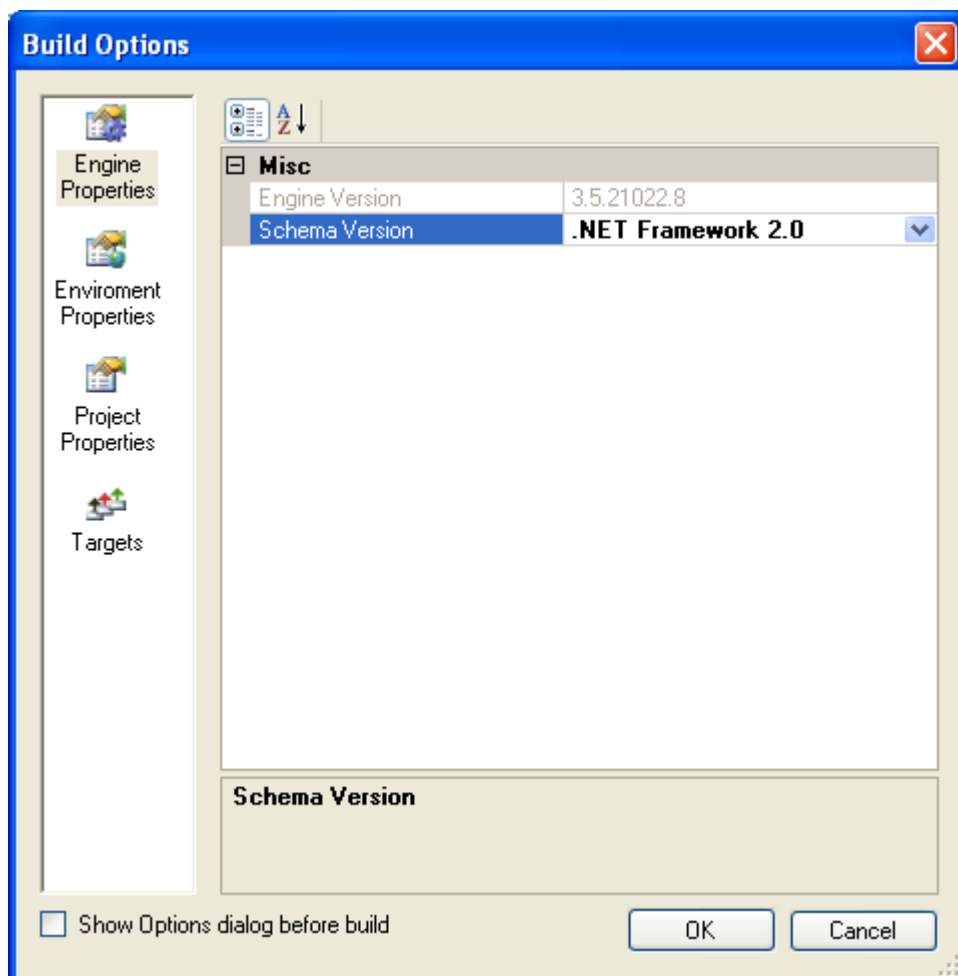 Build Options
Engine
Properties
Enviroment
Properties
Project
Properties
Targets
Misc
Engine Version 3.5.21022.8
Schema Version .NET Framework 2.0
Schema Version
Show Options dialog before build
OK Cancel